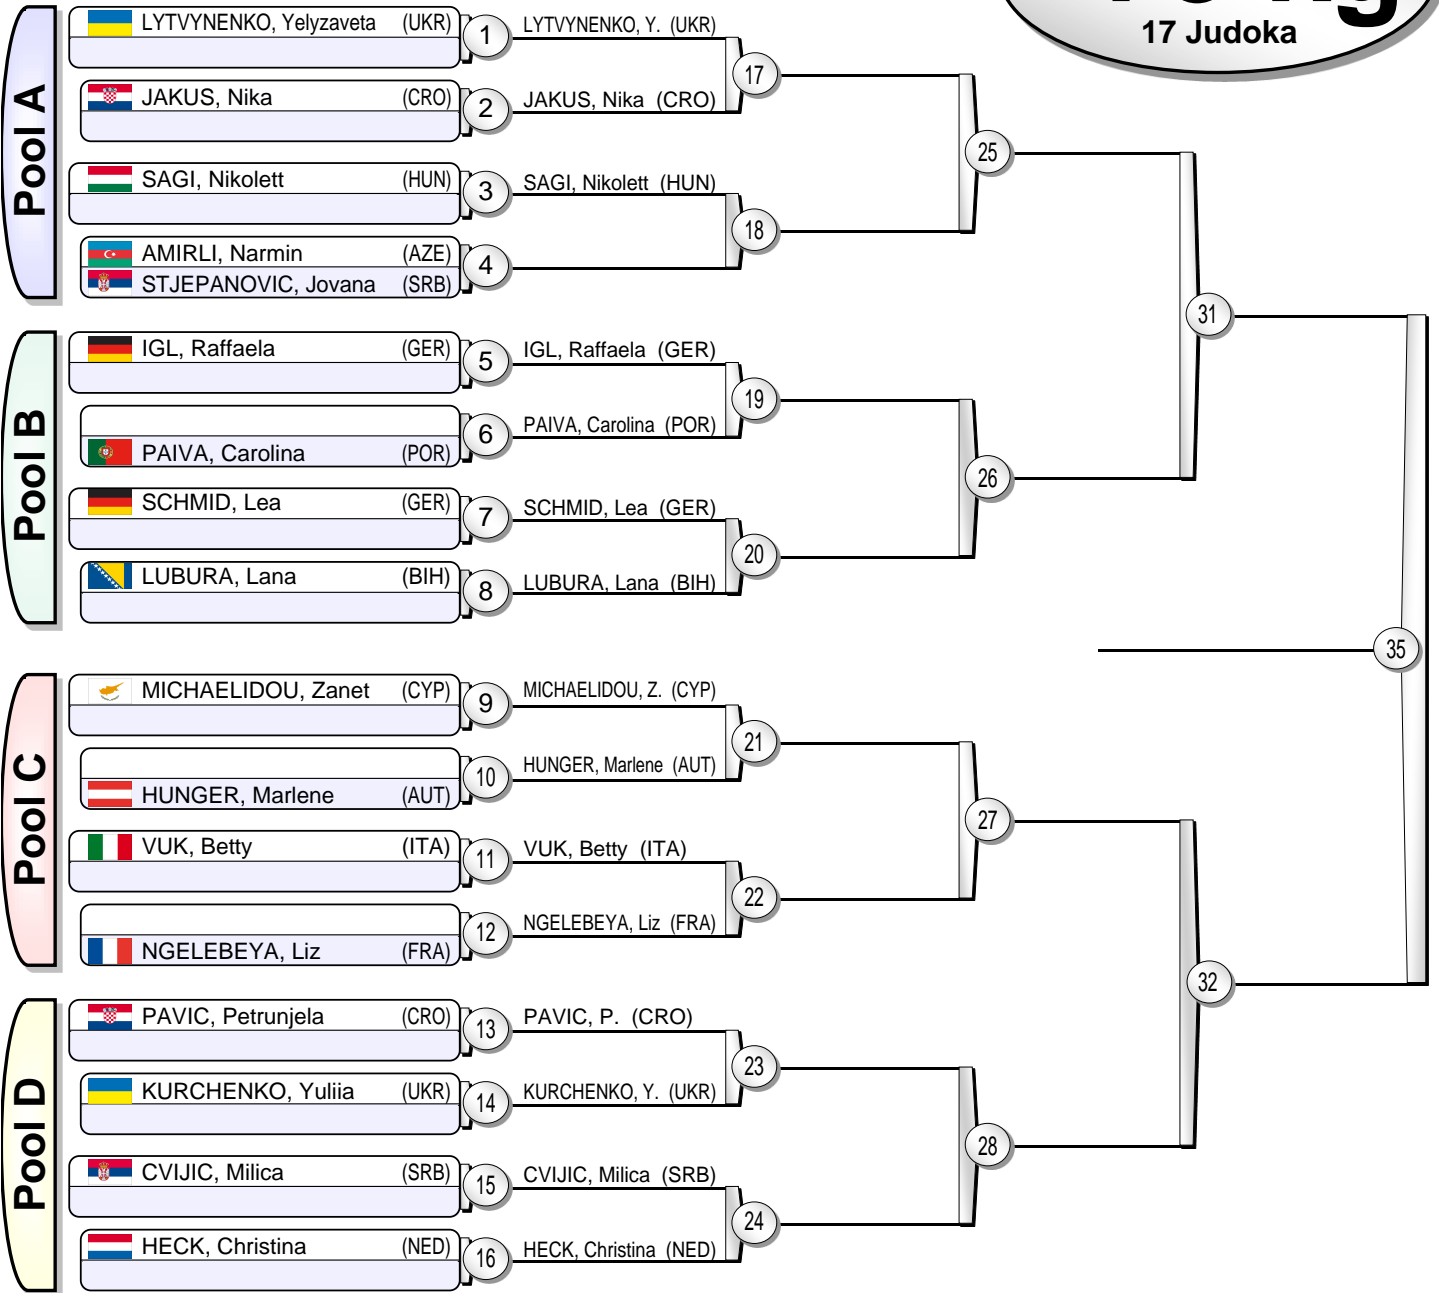 17 Judoka
Pool A
LYTVYNENKO, Yelyzaveta (UKR) 1 LYTVYNENKO, Y. (UKR)
17
JAKUS, Nika (CRO) 2 JAKUS, Nika (CRO)
25
SAGI, Nikolett (HUN) 3 SAGI, Nikolett (HUN)
18
AMIRLI, Narmin (AZE) 4
STJEPANOVIC, Jovana (SRB)
31
Pool B
IGL, Raffaela (GER) 5 IGL, Raffaela (GER)
19
6 PAIVA, Carolina (POR)
PAIVA, Carolina (POR)
26
SCHMID, Lea (GER) 7 SCHMID, Lea (GER)
20
LUBURA, Lana (BIH) 8 LUBURA, Lana (BIH)
35
Pool C
MICHAELIDOU, Zanet (CYP) 9 MICHAELIDOU, Z. (CYP)
21
10 HUNGER, Marlene (AUT)
HUNGER, Marlene (AUT)
27
VUK, Betty (ITA) 11 VUK, Betty (ITA)
22
12 NGELEBEYA, Liz (FRA)
NGELEBEYA, Liz (FRA)
32
Pool D
PAVIC, Petrunjela (CRO) 13 PAVIC, P. (CRO)
23
KURCHENKO, Yuliia (UKR) 14 KURCHENKO, Y. (UKR)
28
CVIJIC, Milica (SRB) 15 CVIJIC, Milica (SRB)
24
HECK, Christina (NED) 16 HECK, Christina (NED)